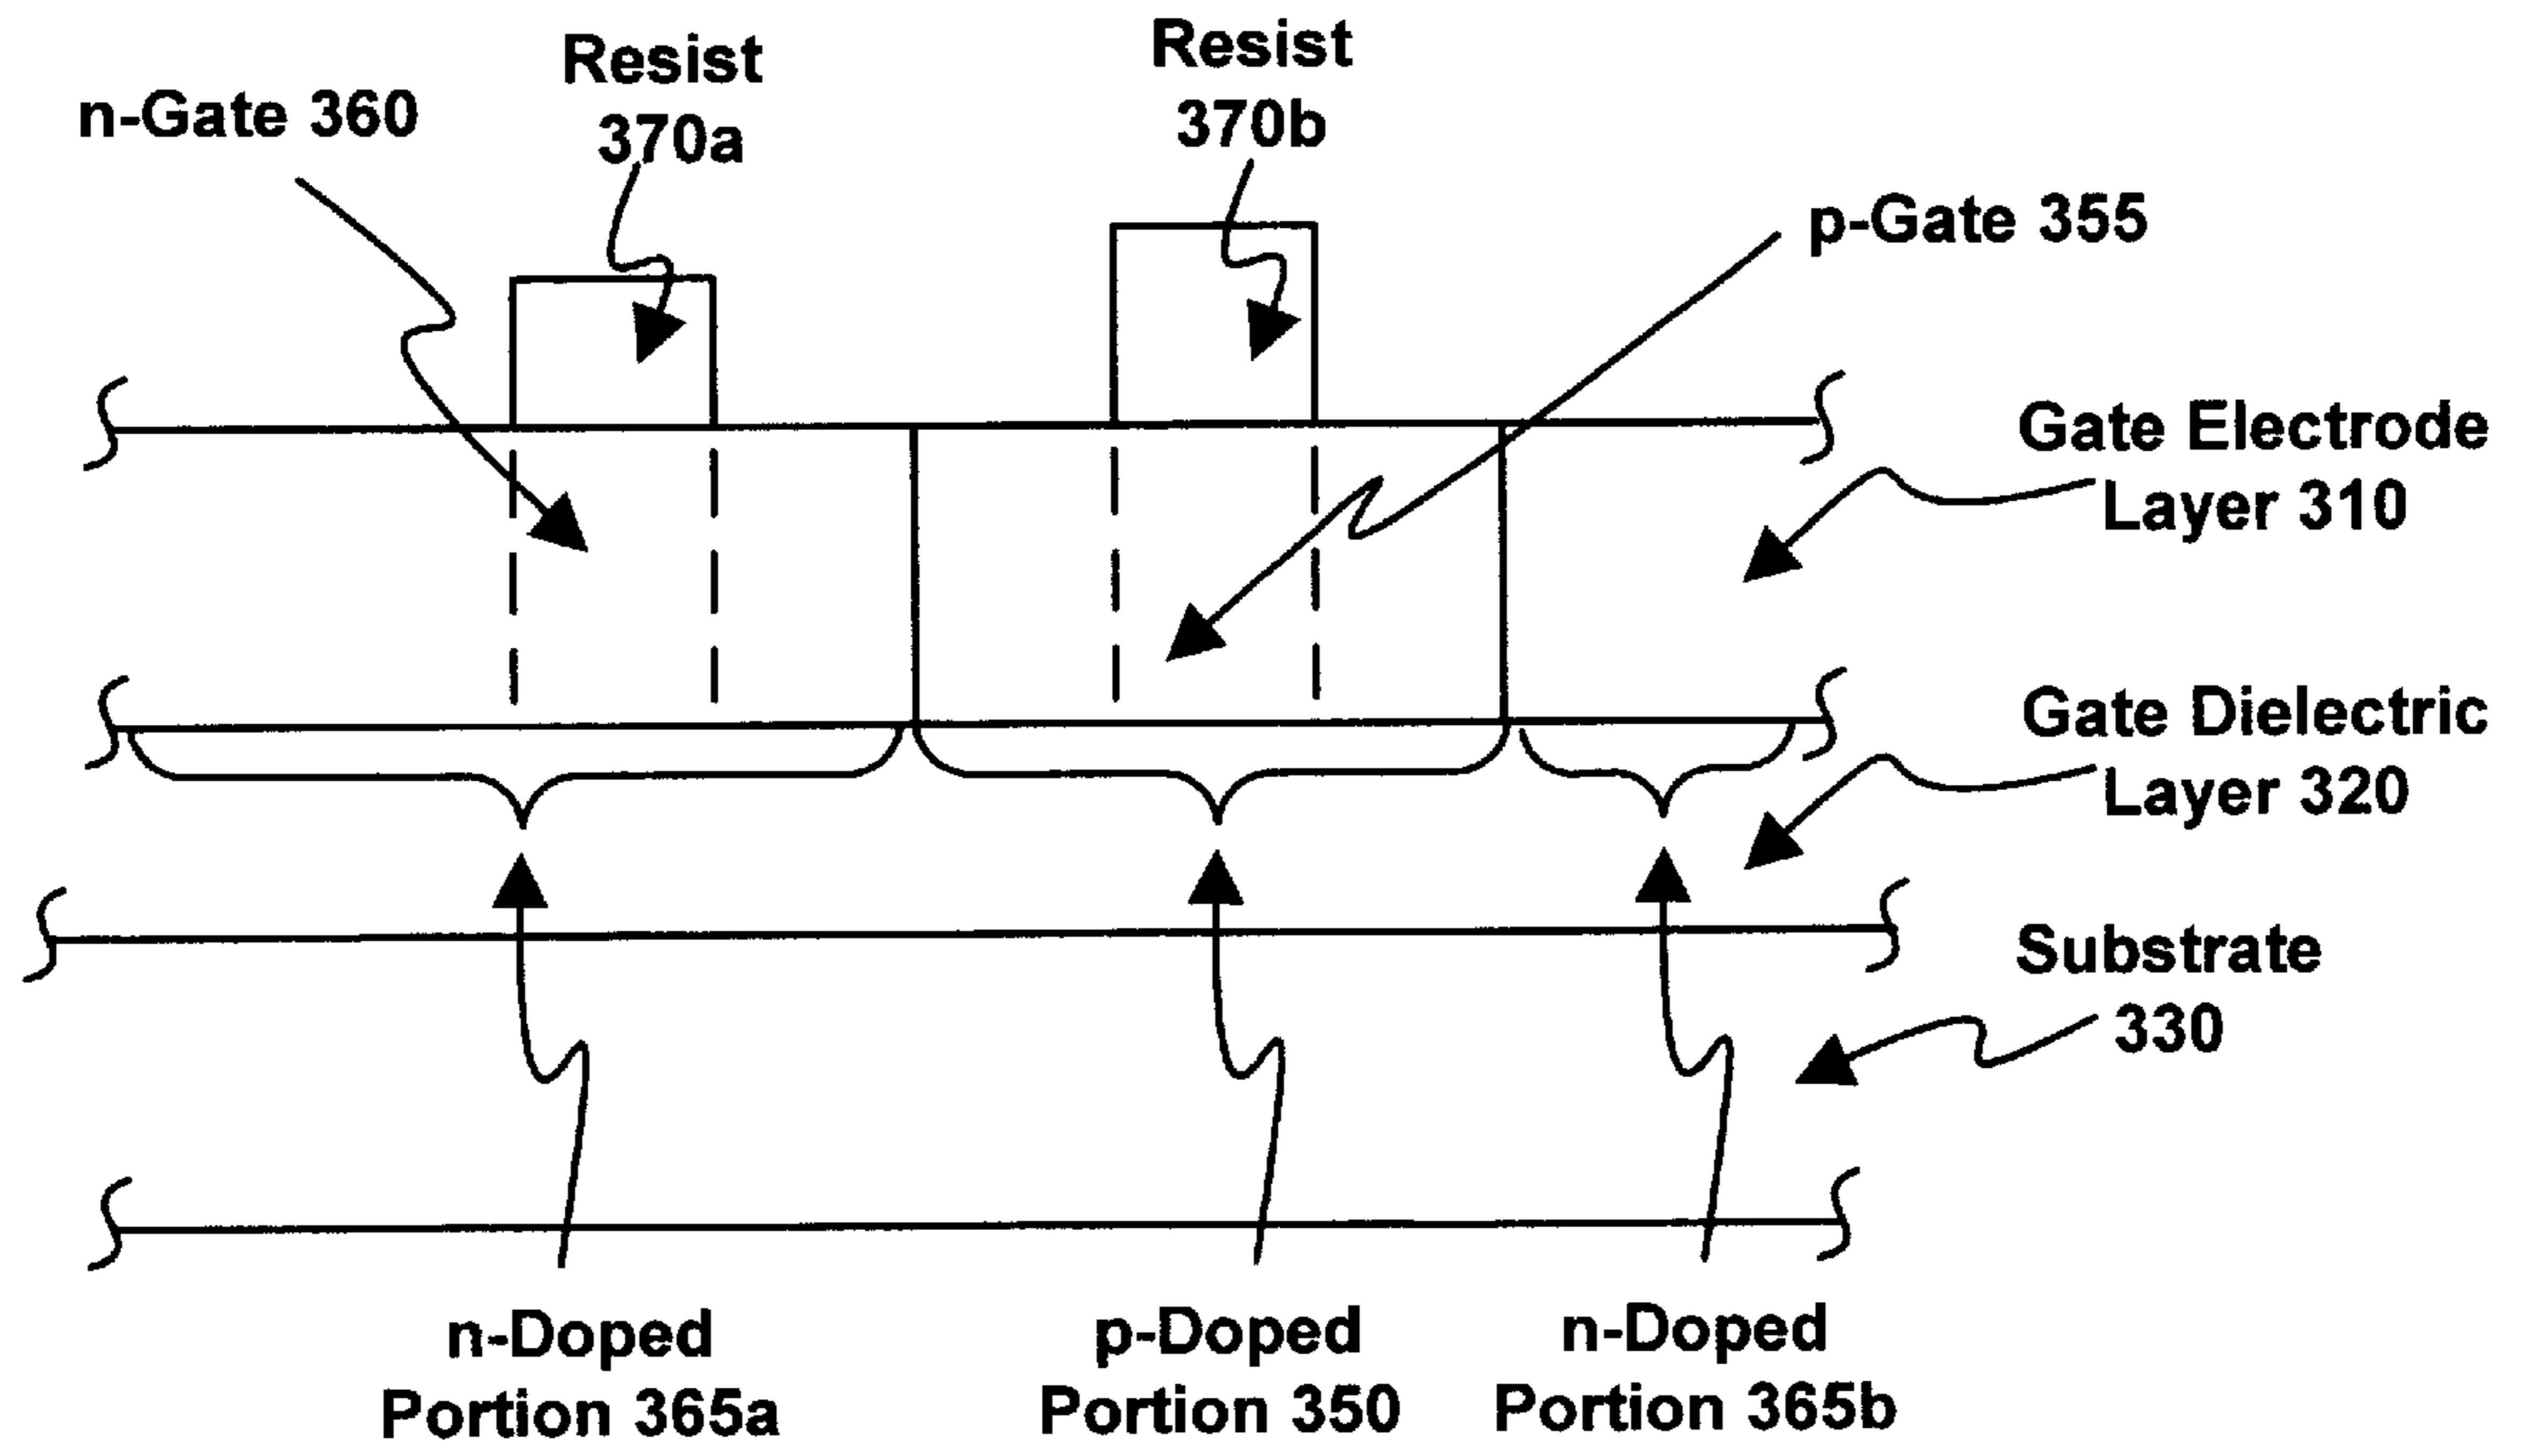 Resist
370a
Resist
370b
n-Gate 360
p-Gate 355
Gate Electrode
Layer 310
Gate Dielectric
Layer 320
Substrate
330
n-Doped
Portion 365a
p-Doped
Portion 350
n-Doped
Portion 365b